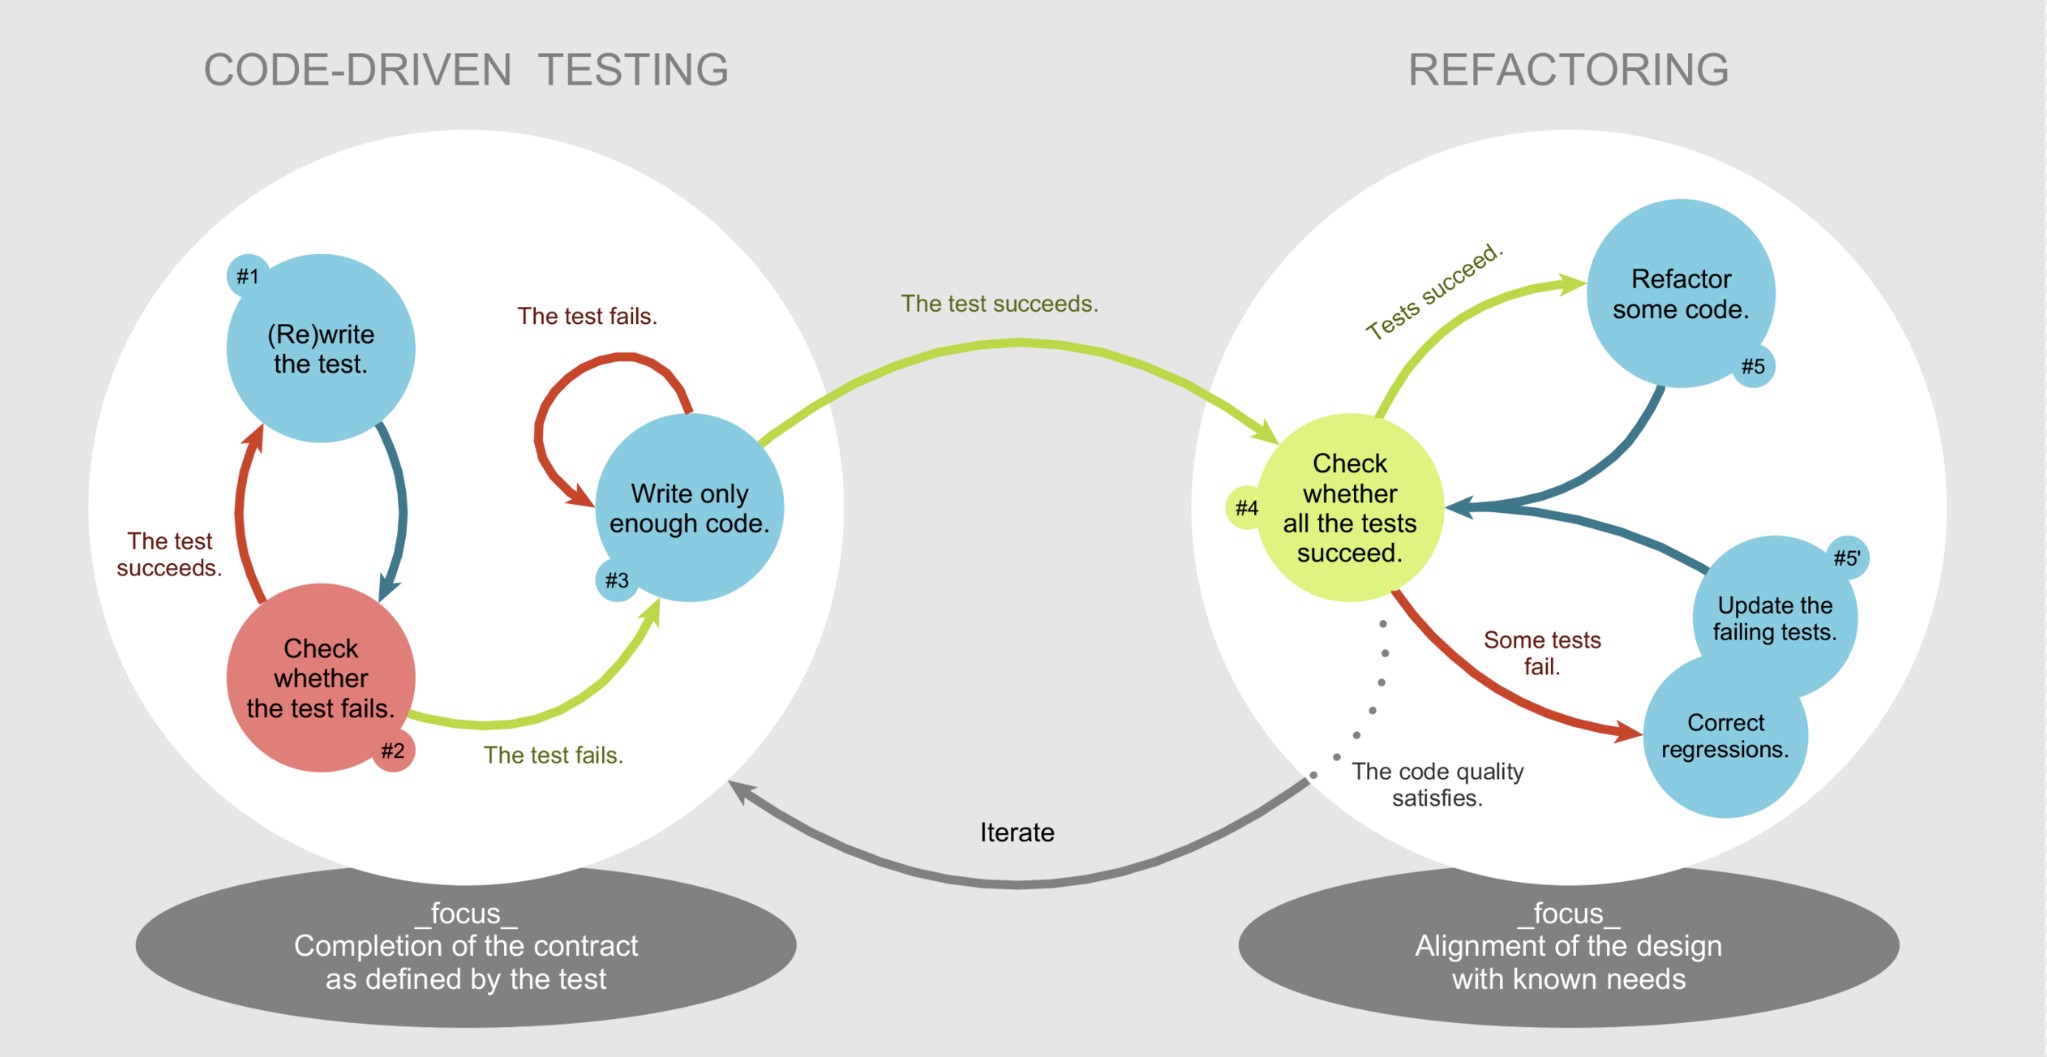 CODE-DRIVEN TESTING
#1
(Re)write
the test.
The test
succeeds.
Check
whether
the test fails.
#2
The test fails.
The test fails.
Write only
enough code.
#3
_focus_
Completion of the contract
as defined by the test
The test succeeds.
Iterate
REFACTORING
Tests succeed.
Refactor
some code.
#5
#4
Check
whether
all the tests
succeed.
#5'
Update the
failing tests.
Some tests
fail.
Correct
regressions.
The code quality
satisfies.
_focus_
Alignment of the design
with known needs